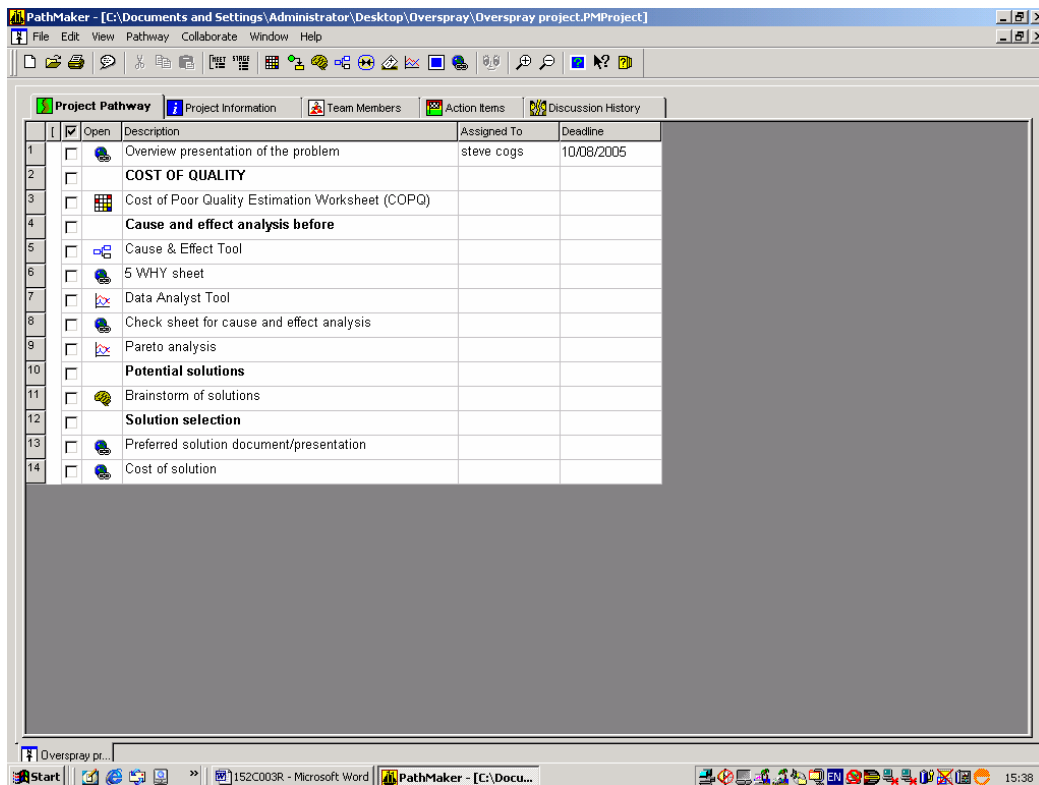 PathMaker - [C:\Documents and Settings\Administrator\Desktop\Overspray\Overspray project.PMProject]
File Edit View Pathway Collaborate Window Help
Project Pathway Project Information Team Members Action Items Discussion History
[ Open Description Assigned To Deadline
1 Overview presentation of the problem steve cogs 10/08/2005
2 COST OF QUALITY
3 Cost of Poor Quality Estimation Worksheet (COPQ)
4 Cause and effect analysis before
5 Cause & Effect Tool
6 5 WHY sheet
7 Data Analyst Tool
8 Check sheet for cause and effect analysis
9 Pareto analysis
10 Potential solutions
11 Brainstorm of solutions
12 Solution selection
13 Preferred solution document/presentation
14 Cost of solution
Overspray pr...
Start » 152C003R - Microsoft Word PathMaker - [C:\Docu... EN 15:38